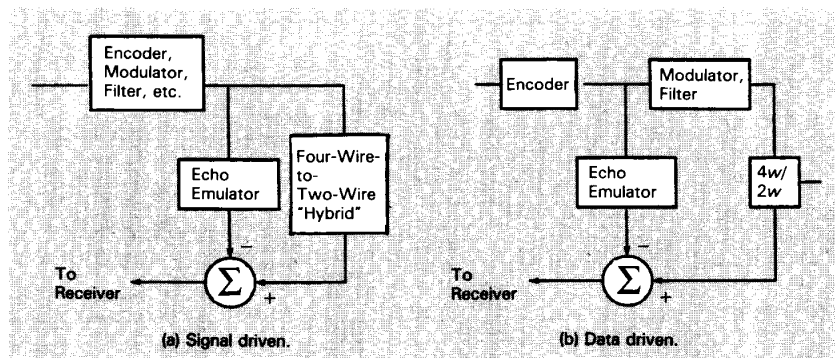 Encoder,
Modulator,
Filter, etc.
Echo
Emulator
Four-Wire-
to-
Two-Wire
"Hybrid"
−
Σ
+
To
Receiver
(a) Signal driven.
Encoder
Modulator,
Filter
Echo
Emulator
4w/
2w
−
Σ
+
To
Receiver
(b) Data driven.